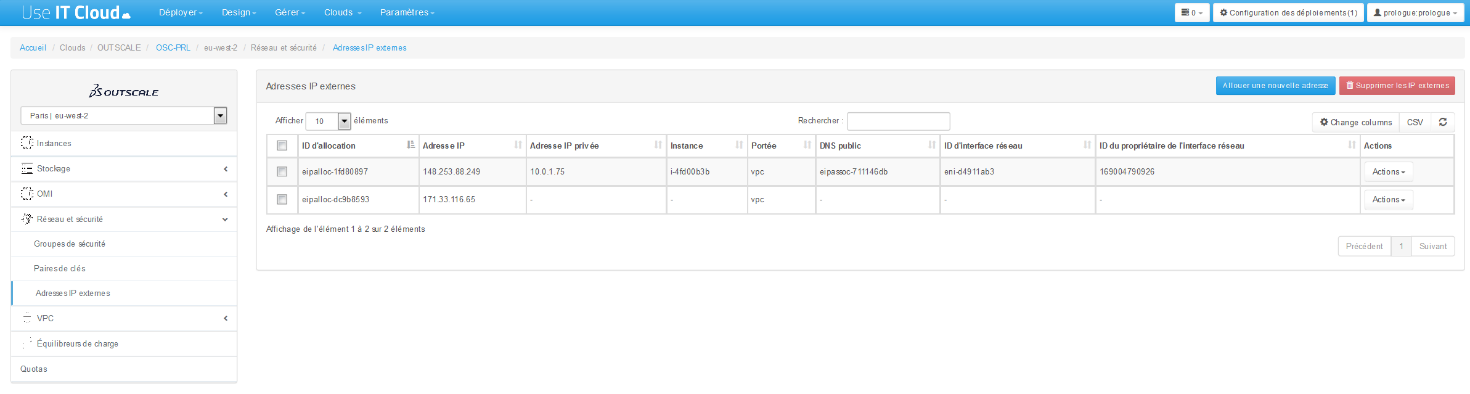 Use IT Cloud Déployer Design Gérer Clouds Paramètres 0 Configuration des déploiements (1) prologue:prologue
Accueil / Clouds / OUTSCALE / OSC-PRL / eu-west-2 / Réseau et sécurité / Adresses IP externes
OUTSCALE
Paris | eu-west-2
Instances
Stockage
OMI
Réseau et sécurité
Groupes de sécurité
Paires de clés
Adresses IP externes
VPC
Équilibreurs de charge
Quotas
Adresses IP externes Allouer une nouvelle adresse Supprimer les IP externes
Afficher 10 éléments Rechercher : Change columns CSV
ID d'allocation Adresse IP Adresse IP privée Instance Portée DNS public ID d'interface réseau ID du propriétaire de l'interface réseau Actions
eipalloc-1fd80897 148.253.88.249 10.0.1.75 i-4fd00b3b vpc eipassoc-711146db eni-d4911ab3 169004790926 Actions
eipalloc-dc9b8593 171.33.116.65 - - vpc - - - Actions
Affichage de l'élément 1 à 2 sur 2 éléments
Précédent 1 Suivant